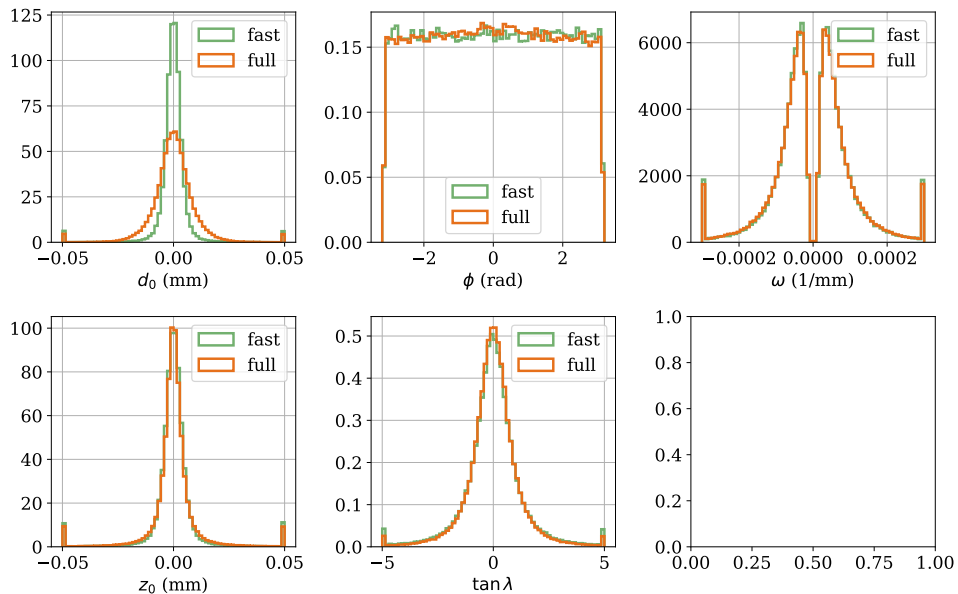 125
100
75
50
25
0
−0.05 0.00 0.05
d₀ (mm)
fast
full
0.15
0.10
0.05
0.00
−2 0 2
ϕ (rad)
fast
full
6000
4000
2000
0
−0.0002 0.0000 0.0002
ω (1/mm)
fast
full
100
80
60
40
20
0
−0.05 0.00 0.05
z₀ (mm)
fast
full
0.5
0.4
0.3
0.2
0.1
0.0
−5 0 5
tan λ
fast
full
1.0
0.8
0.6
0.4
0.2
0.0
0.00 0.25 0.50 0.75 1.00